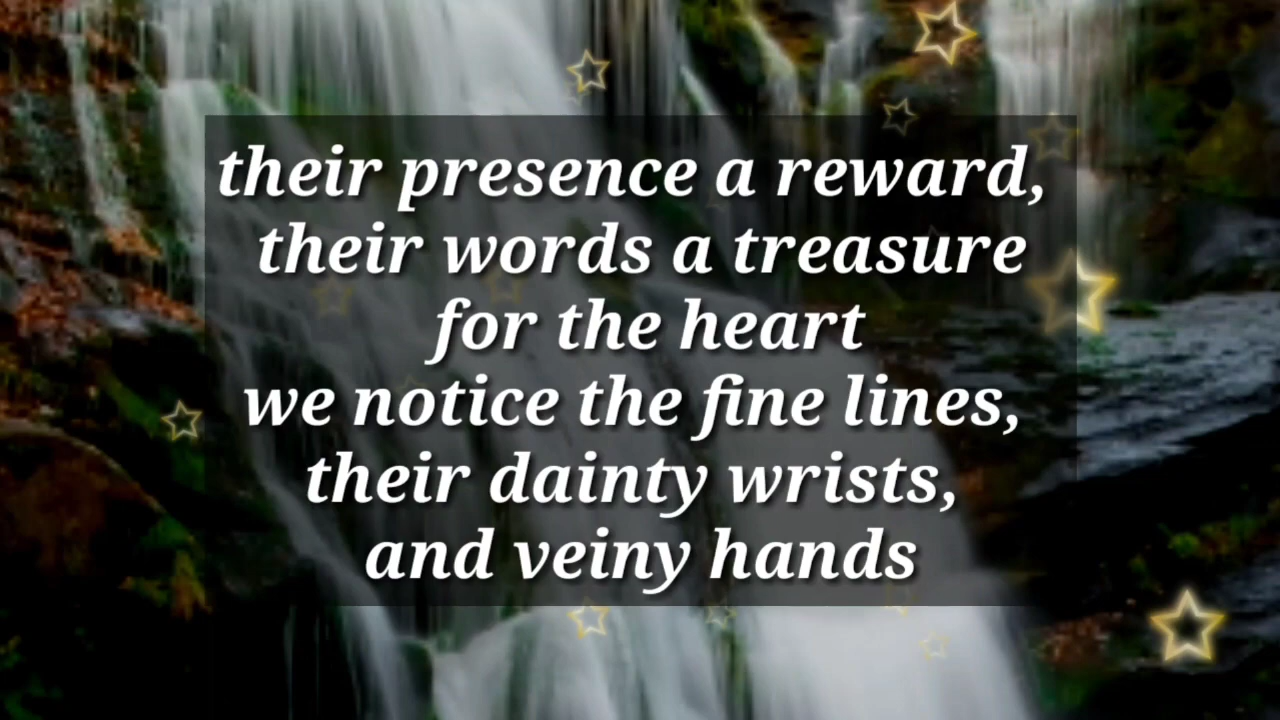 their presence a reward,
their words a treasure
for the heart
we notice the fine lines,
their dainty wrists,
and veiny hands